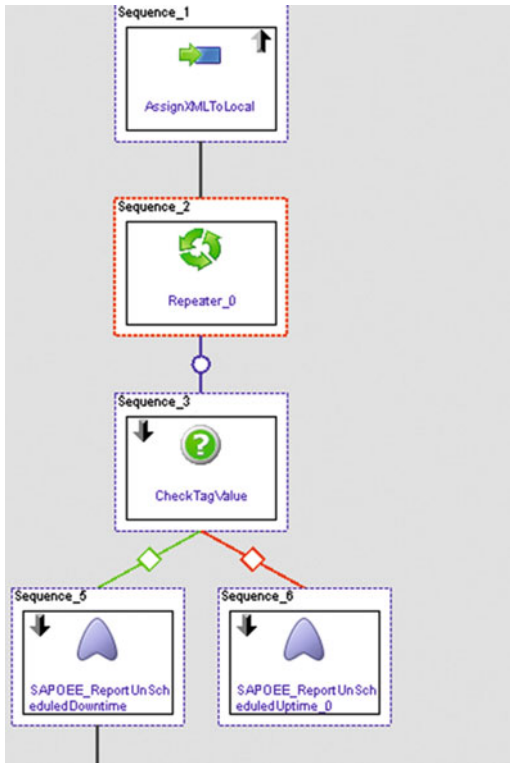 Sequence_1
AssignXMLToLocal
Sequence_2
Repeater_0
Sequence_3
CheckTagValue
Sequence_5
SAPOEE_ReportUnSch
eduledDowntime
Sequence_6
SAPOEE_ReportUnSch
eduledUptime_0